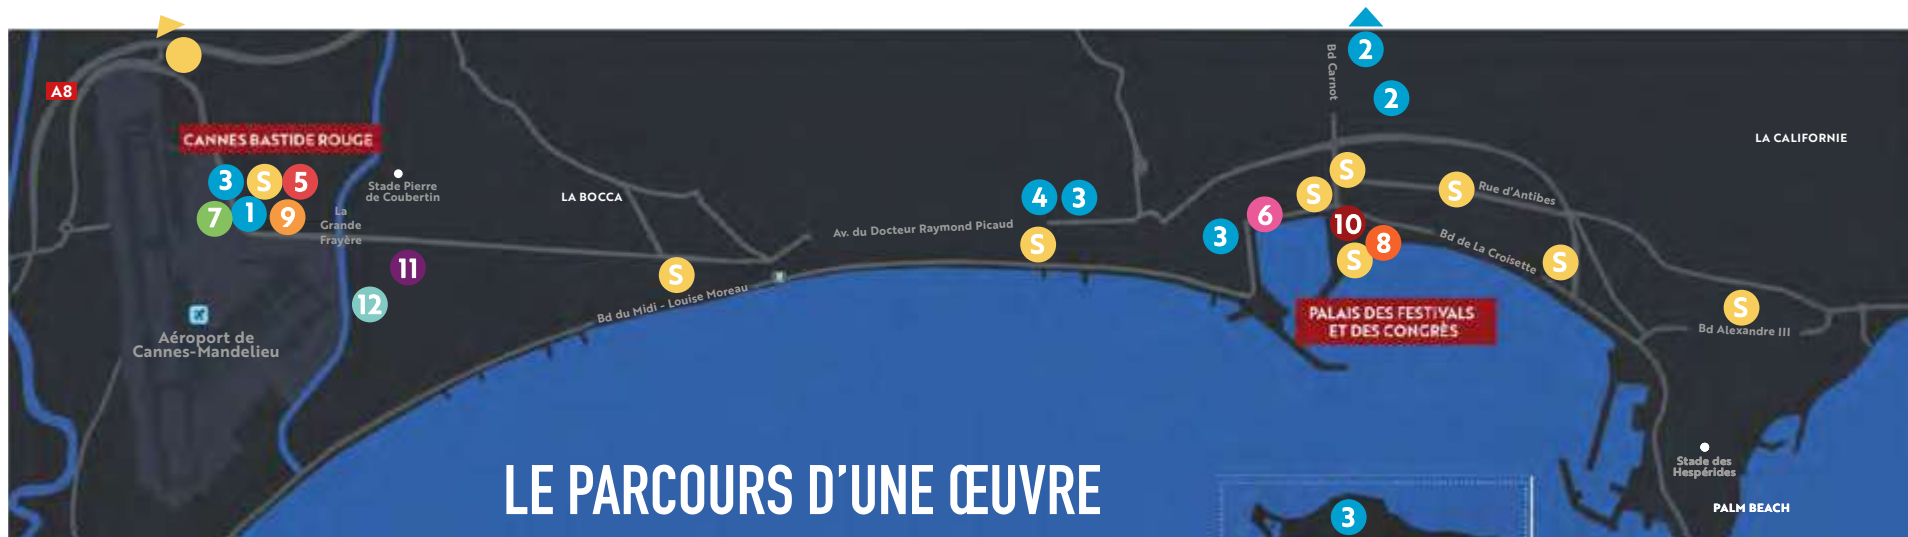 2
Bd Carnot
A8
2
CANNES BASTIDE ROUGE
LA CALIFORNIE
3 S 5
Stade Pierre
de Coubertin
LA BOCCA
4 3
S
S
S
Rue d'Antibes
7 1 9
La
Grande
Frayère
Av. du Docteur Raymond Picaud
S
3
6
10
8
S
Bd de La Croisette
S
11
12
S
Bd du Midi - Louise Moreau
Aéroport de
Cannes-Mandelieu
PALAIS DES FESTIVALS
ET DES CONGRÈS
S
Bd Alexandre III
Stade des
Hespérides
LE PARCOURS D'UNE ŒUVRE
3
PALM BEACH